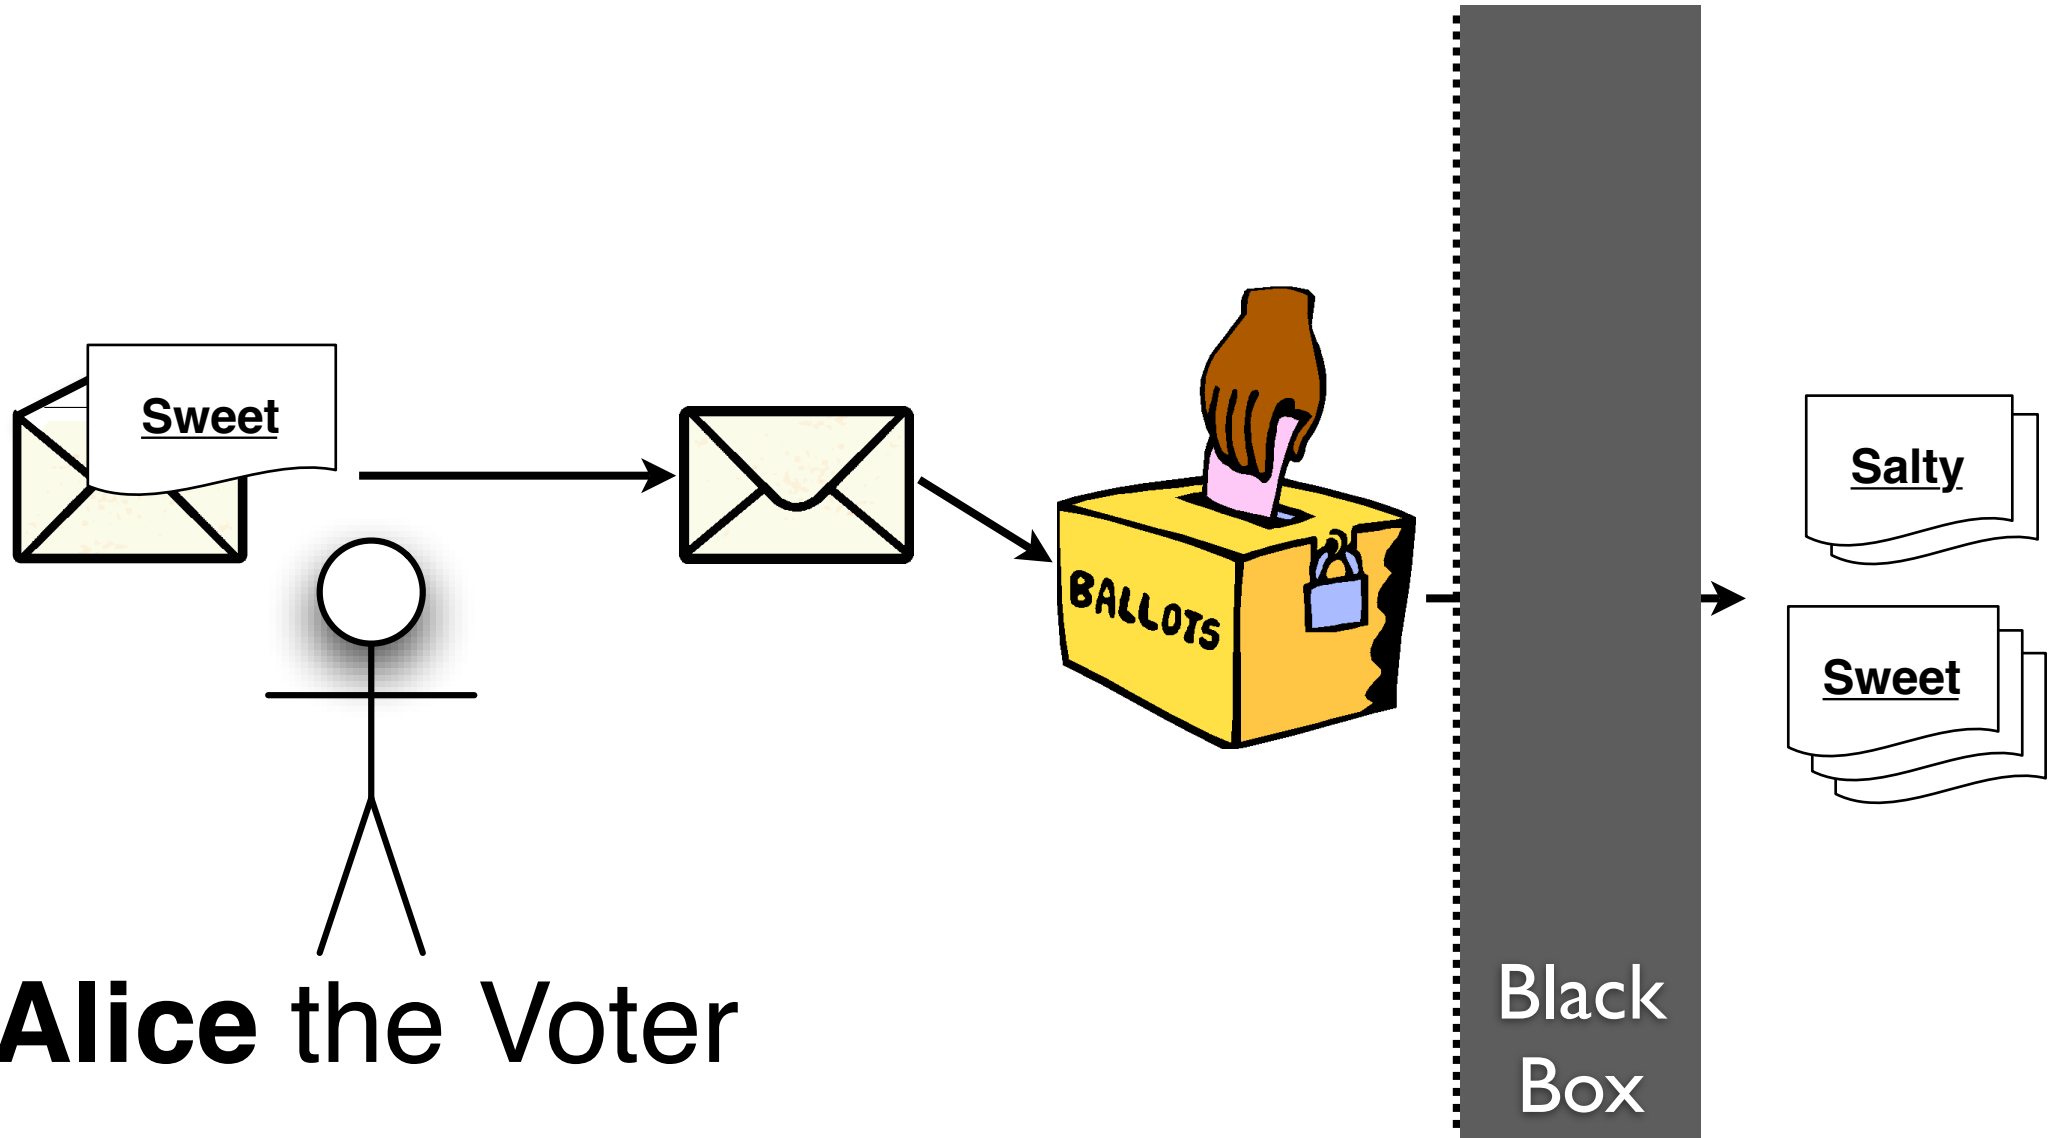 Sweet
BALLOTS
Salty
Sweet
Alice the Voter
Black
Box